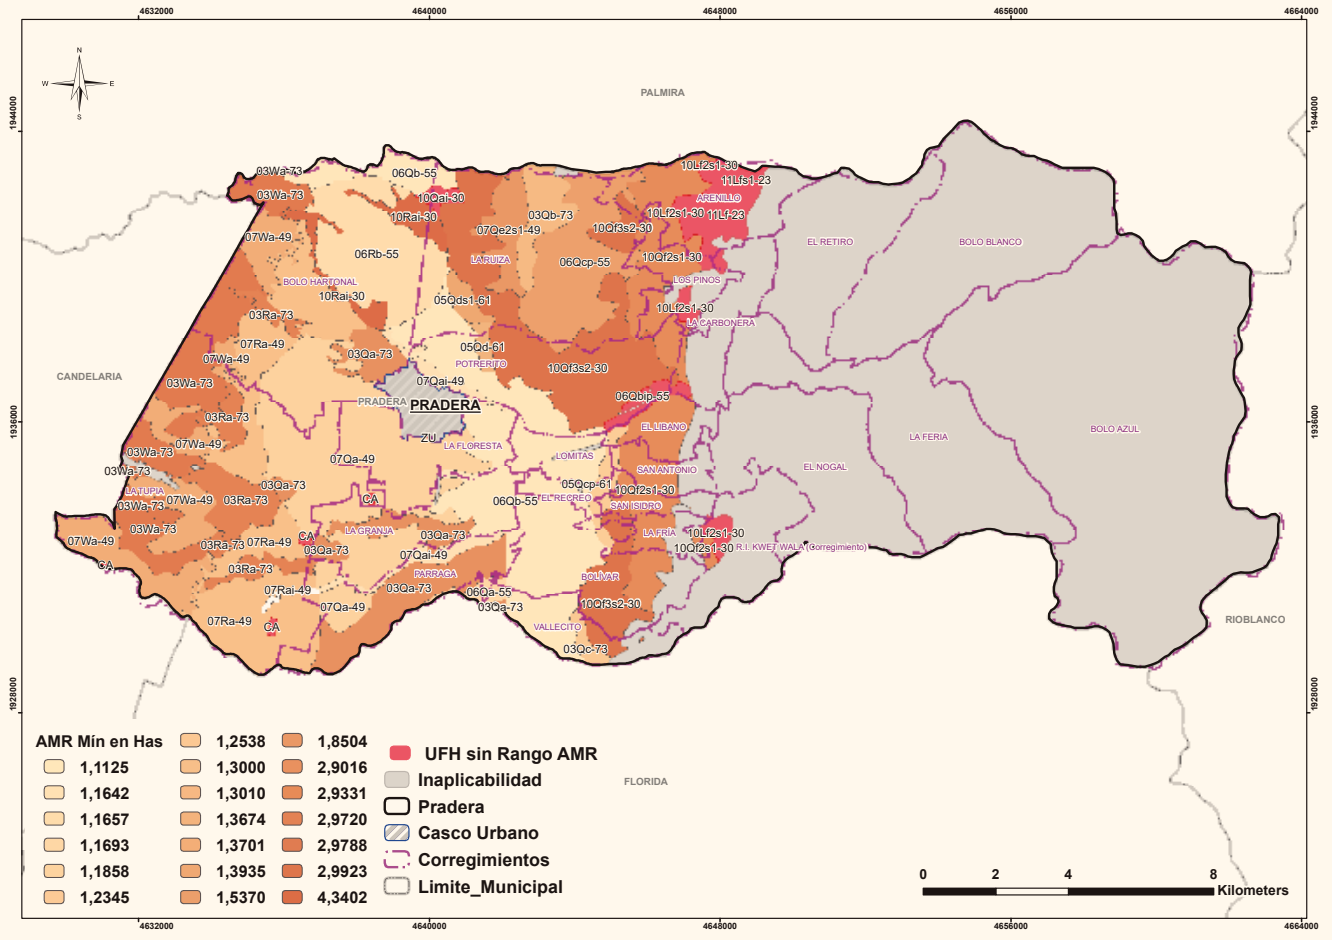 4632000
4640000
4648000
4656000
4664000
1944000
1944000
N
W
E
S
PALMIRA
03Wa-73
06Qb-55
10Lf2s1-30
11Lfs1-23
03Wa-73
10Qai-30
ARENILLO
10Rai-30
03Qb-73
10Lf2s1-30
11Lf-23
07Wa-49
07Qe2s1-49
10Qf3s2-30
EL RETIRO
BOLO BLANCO
06Rb-55
LA RUIZA
06Qcp-55
10Qf2s1-30
BOLO HARTONAL
LOS PINOS
10Rai-30
05Qds1-61
10Lf2s1-30
03Ra-73
LA CARBONERA
07Ra-49
03Qa-73
05Qd-61
07Wa-49
POTRERITO
10Qf3s2-30
CANDELARIA
03Wa-73
07Qai-49
06Qbip-55
PRADERA
PRADERA
1936000
1936000
03Ra-73
EL LIBANO
BOLO AZUL
ZU
LA FERIA
07Wa-49
LA FLORESTA
03Wa-73
07Qa-49
LOMITAS
03Wa-73
SAN ANTONIO
EL NOGAL
03Qa-73
05Qcp-61
LA TUPIA
10Qf2s1-30
07Wa-49
03Ra-73
CA
06Qb-55
EL RECREO
03Wa-73
SAN ISIDRO
03Wa-73
LA GRANJA
LA FRÍA
10Lf2s1-30
07Wa-49
CA
03Qa-73
03Ra-73
07Ra-49
03Qa-73
10Qf2s1-30
R.I. KWET WALA (Corregimiento)
07Qai-49
CA
03Ra-73
PARRAGA
BOLÍVAR
07Rai-49
03Qa-73
06Qa-55
07Qa-49
03Qa-73
10Qf3s2-30
07Ra-49
CA
VALLECITO
RIOBLANCO
03Qc-73
1928000
1928000
FLORIDA
AMR Mín en Has
1,1125
1,1642
1,1657
1,1693
1,1858
1,2345
1,2538
1,3000
1,3010
1,3674
1,3701
1,3935
1,5370
1,8504
2,9016
2,9331
2,9720
2,9788
2,9923
4,3402
UFH sin Rango AMR
Inaplicabilidad
Pradera
Casco Urbano
Corregimientos
Limite_Municipal
0
2
4
8
Kilometers
4632000
4640000
4648000
4656000
4664000